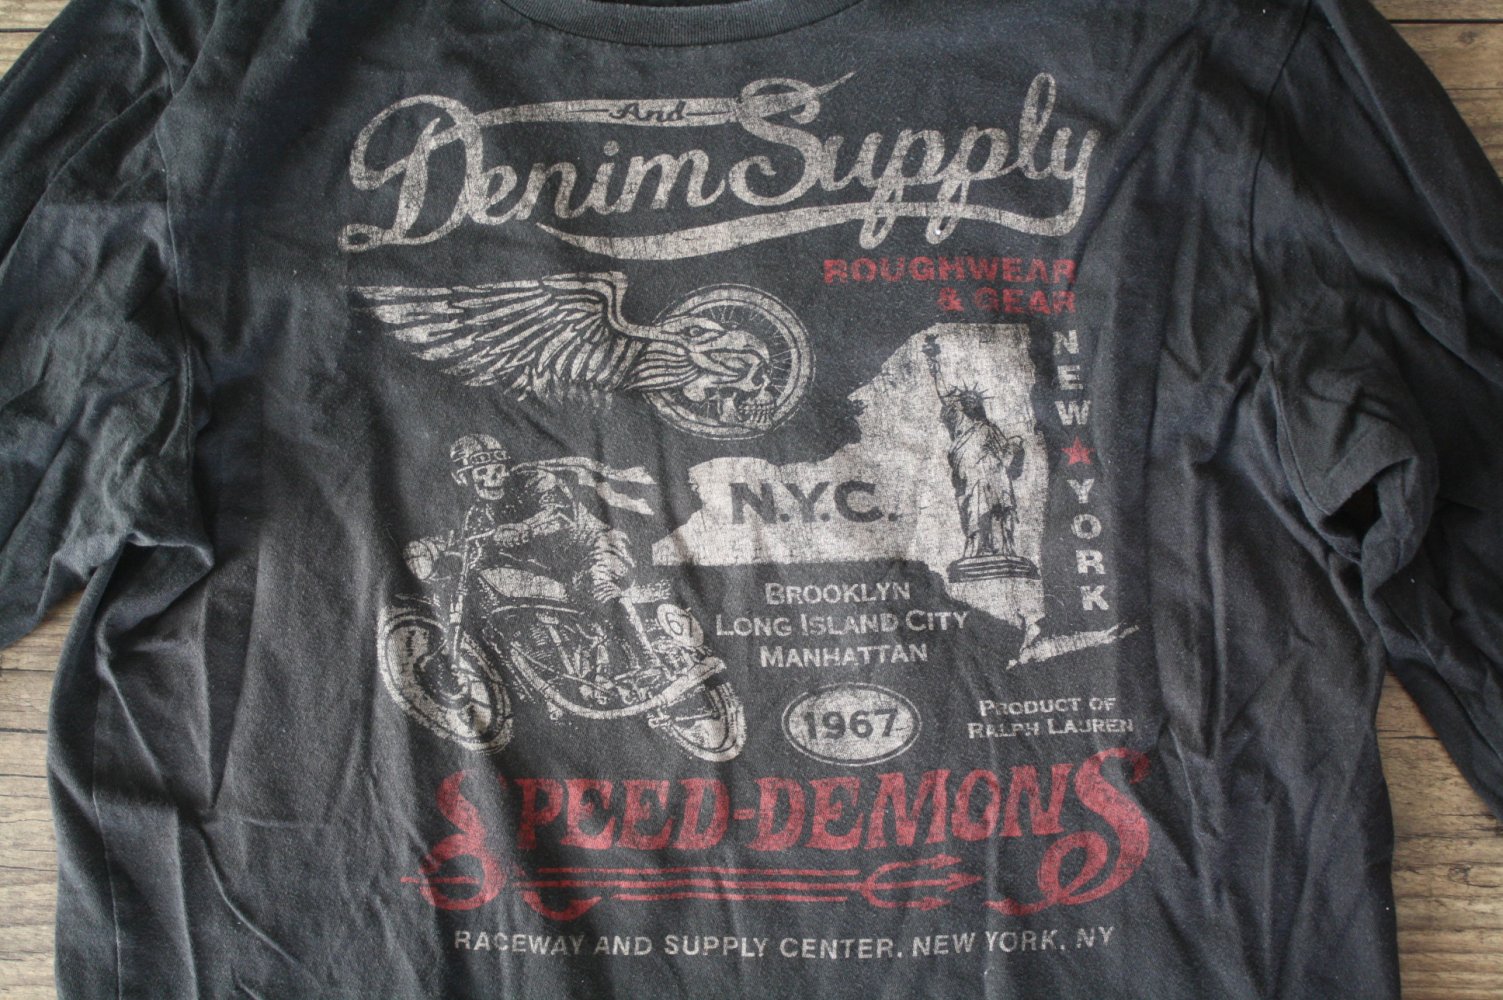 Denim And Supply
ROUGHWEAR
& GEAR
NEW YORK
N.Y.C.
BROOKLYN
LONG ISLAND CITY
MANHATTAN
67
1967
PRODUCT OF
RALPH LAUREN
SPEED-DEMONS
RACEWAY AND SUPPLY CENTER. NEW YORK. NY